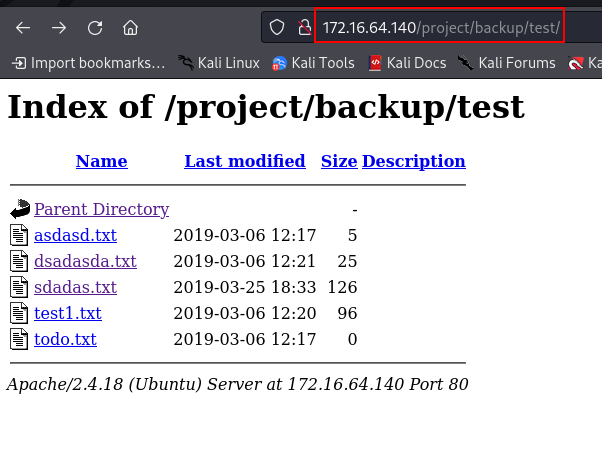 172.16.64.140/project/backup/test/
Import bookmarks... Kali Linux Kali Tools Kali Docs Kali Forums Ka
Index of /project/backup/test
Name Last modified Size Description
Parent Directory -
asdasd.txt 2019-03-06 12:17 5
dsadasda.txt 2019-03-06 12:21 25
sdadas.txt 2019-03-25 18:33 126
test1.txt 2019-03-06 12:20 96
todo.txt 2019-03-06 12:17 0
Apache/2.4.18 (Ubuntu) Server at 172.16.64.140 Port 80